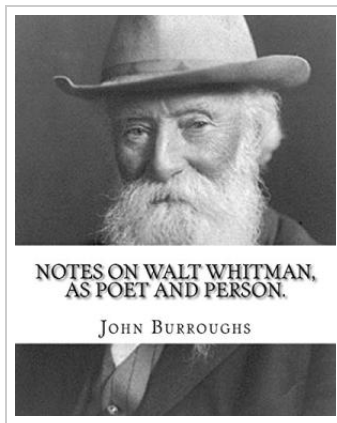 NOTES ON WALT WHITMAN,
AS POET AND PERSON.
JOHN BURROUGHS